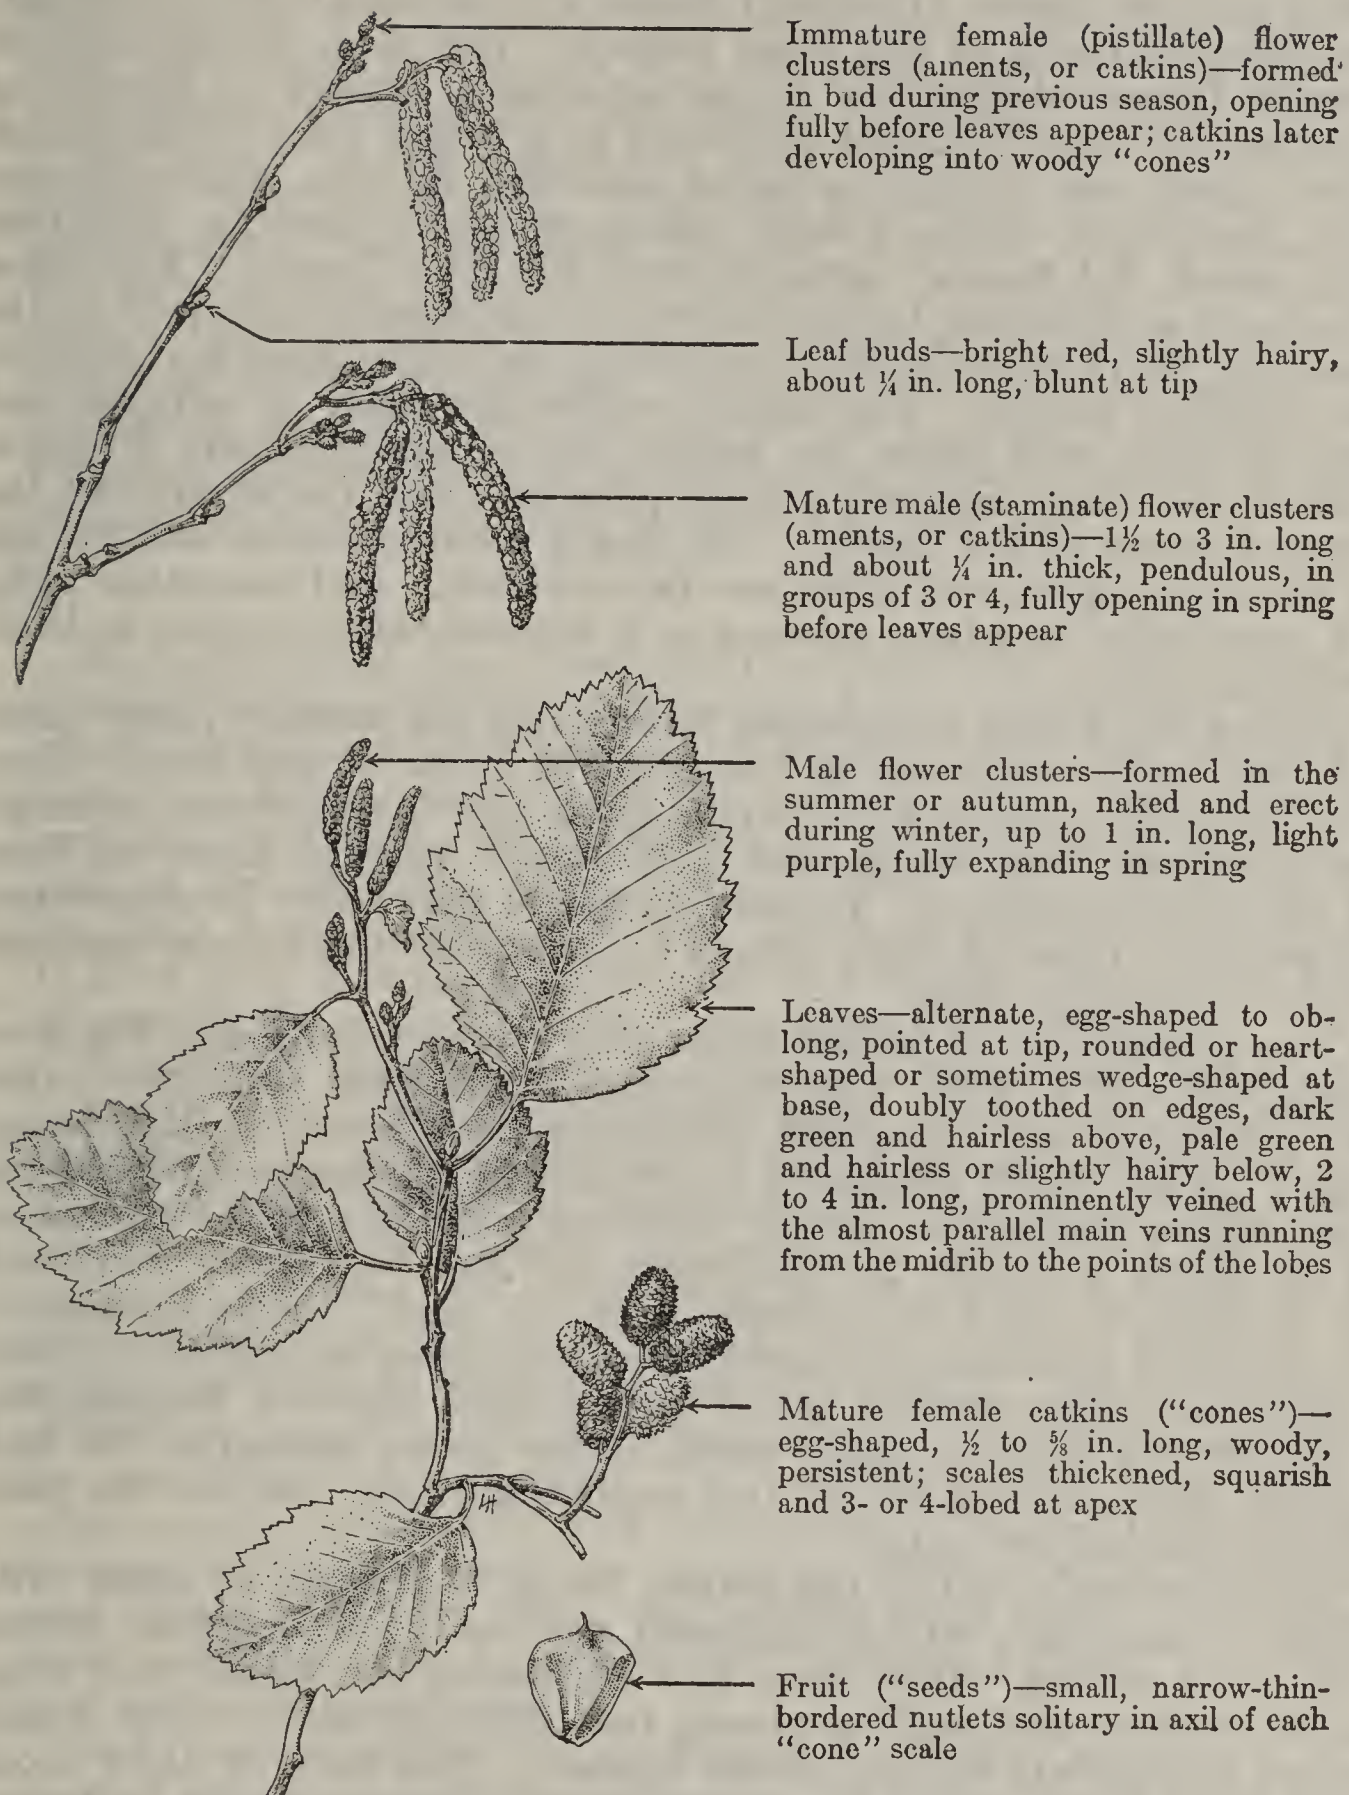 Immature female (pistillate) flower
clusters (aments, or catkins)—formed
in bud during previous season, opening
fully before leaves appear; catkins later
developing into woody “cones”
Leaf buds—bright red, slightly hairy,
about ¼ in. long, blunt at tip
Mature male (staminate) flower clusters
(aments, or catkins)—1½ to 3 in. long
and about ¼ in. thick, pendulous, in
groups of 3 or 4, fully opening in spring
before leaves appear
Male flower clusters—formed in the
summer or autumn, naked and erect
during winter, up to 1 in. long, light
purple, fully expanding in spring
Leaves—alternate, egg-shaped to ob-
long, pointed at tip, rounded or heart-
shaped or sometimes wedge-shaped at
base, doubly toothed on edges, dark
green and hairless above, pale green
and hairless or slightly hairy below, 2
to 4 in. long, prominently veined with
the almost parallel main veins running
from the midrib to the points of the lobes
Mature female catkins (“cones”)—
egg-shaped, ½ to ⅝ in. long, woody,
persistent; scales thickened, squarish
and 3- or 4-lobed at apex
LH
Fruit (“seeds”)—small, narrow-thin-
bordered nutlets solitary in axil of each
“cone” scale